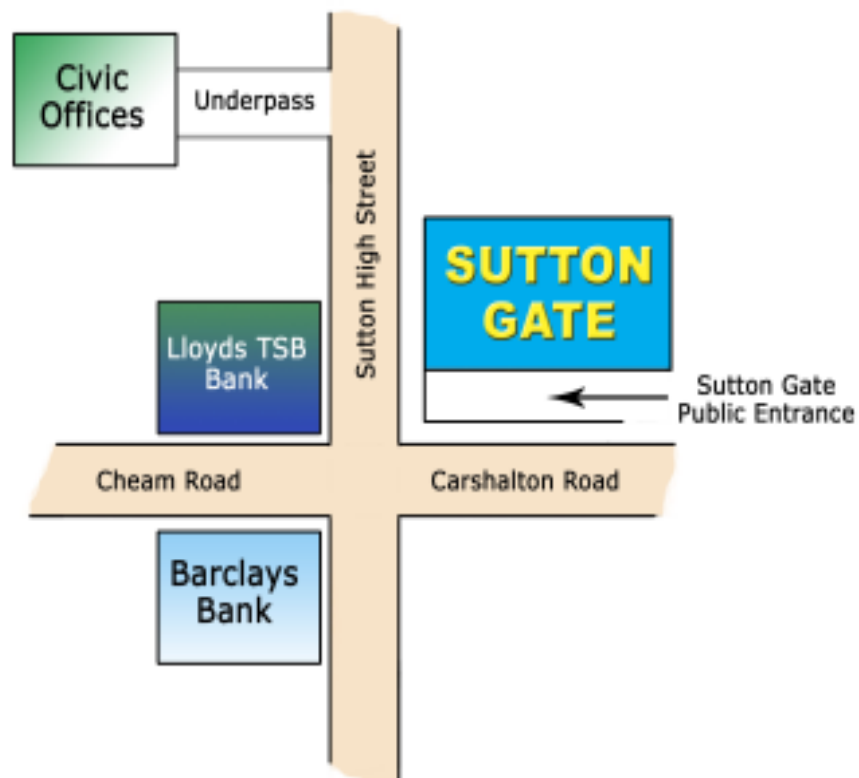 Civic
Offices
Underpass
Sutton High Street
SUTTON
GATE
Lloyds TSB
Bank
Sutton Gate
Public Entrance
Cheam Road
Carshalton Road
Barclays
Bank